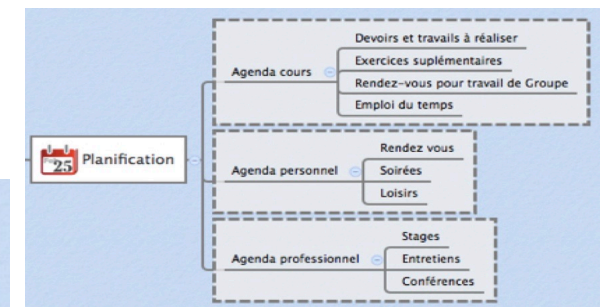 Planification
25
Agenda cours
Devoirs et travails à réaliser
Exercices suplémentaires
Rendez-vous pour travail de Groupe
Emploi du temps
Agenda personnel
Rendez vous
Soirées
Loisirs
Agenda professionnel
Stages
Entretiens
Conférences